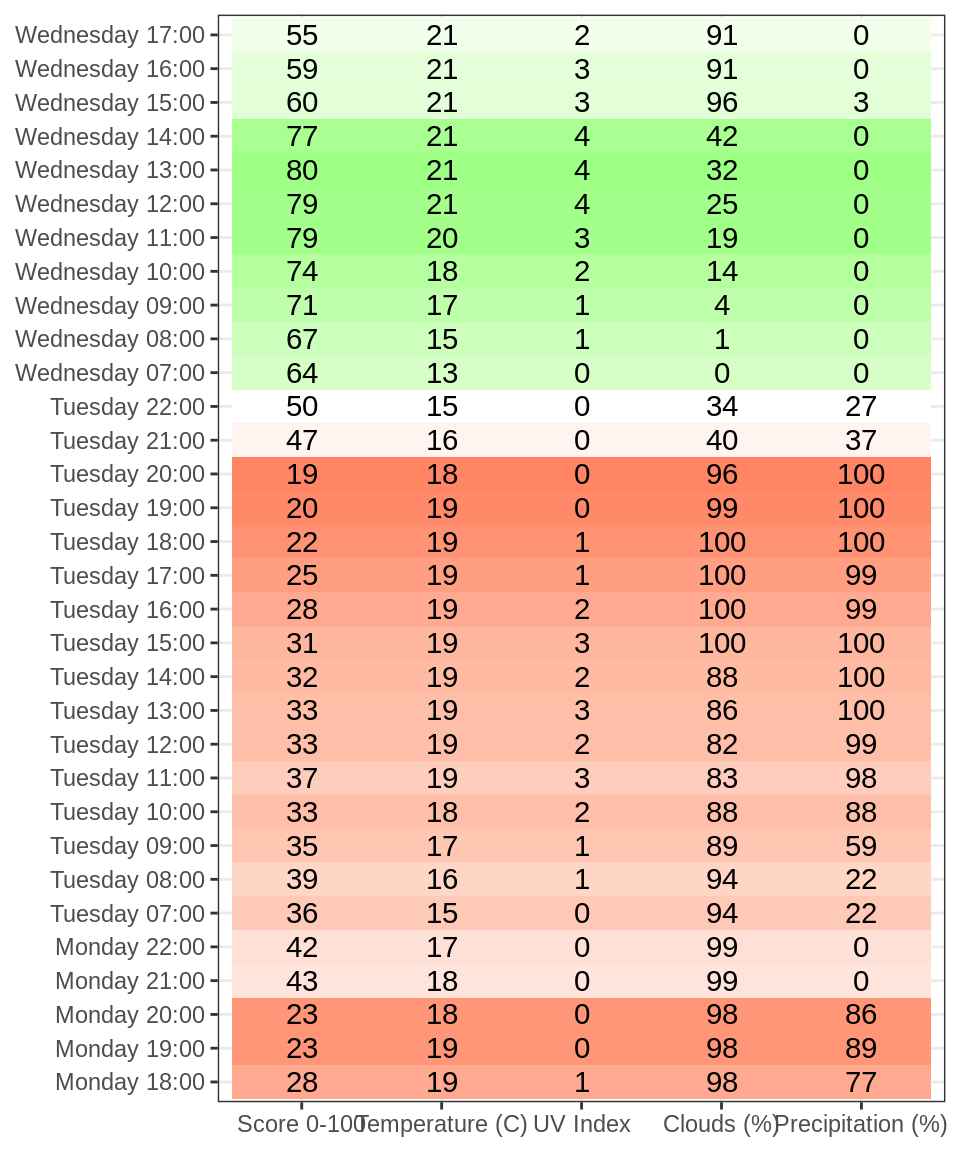 Wednesday 17:00 55 21 2 91 0
Wednesday 16:00 59 21 3 91 0
Wednesday 15:00 60 21 3 96 3
Wednesday 14:00 77 21 4 42 0
Wednesday 13:00 80 21 4 32 0
Wednesday 12:00 79 21 4 25 0
Wednesday 11:00 79 20 3 19 0
Wednesday 10:00 74 18 2 14 0
Wednesday 09:00 71 17 1 4 0
Wednesday 08:00 67 15 1 1 0
Wednesday 07:00 64 13 0 0 0
Tuesday 22:00 50 15 0 34 27
Tuesday 21:00 47 16 0 40 37
Tuesday 20:00 19 18 0 96 100
Tuesday 19:00 20 19 0 99 100
Tuesday 18:00 22 19 1 100 100
Tuesday 17:00 25 19 1 100 99
Tuesday 16:00 28 19 2 100 99
Tuesday 15:00 31 19 3 100 100
Tuesday 14:00 32 19 2 88 100
Tuesday 13:00 33 19 3 86 100
Tuesday 12:00 33 19 2 82 99
Tuesday 11:00 37 19 3 83 98
Tuesday 10:00 33 18 2 88 88
Tuesday 09:00 35 17 1 89 59
Tuesday 08:00 39 16 1 94 22
Tuesday 07:00 36 15 0 94 22
Monday 22:00 42 17 0 99 0
Monday 21:00 43 18 0 99 0
Monday 20:00 23 18 0 98 86
Monday 19:00 23 19 0 98 89
Monday 18:00 28 19 1 98 77
Score 0-100 Temperature (C) UV Index Clouds (%) Precipitation (%)